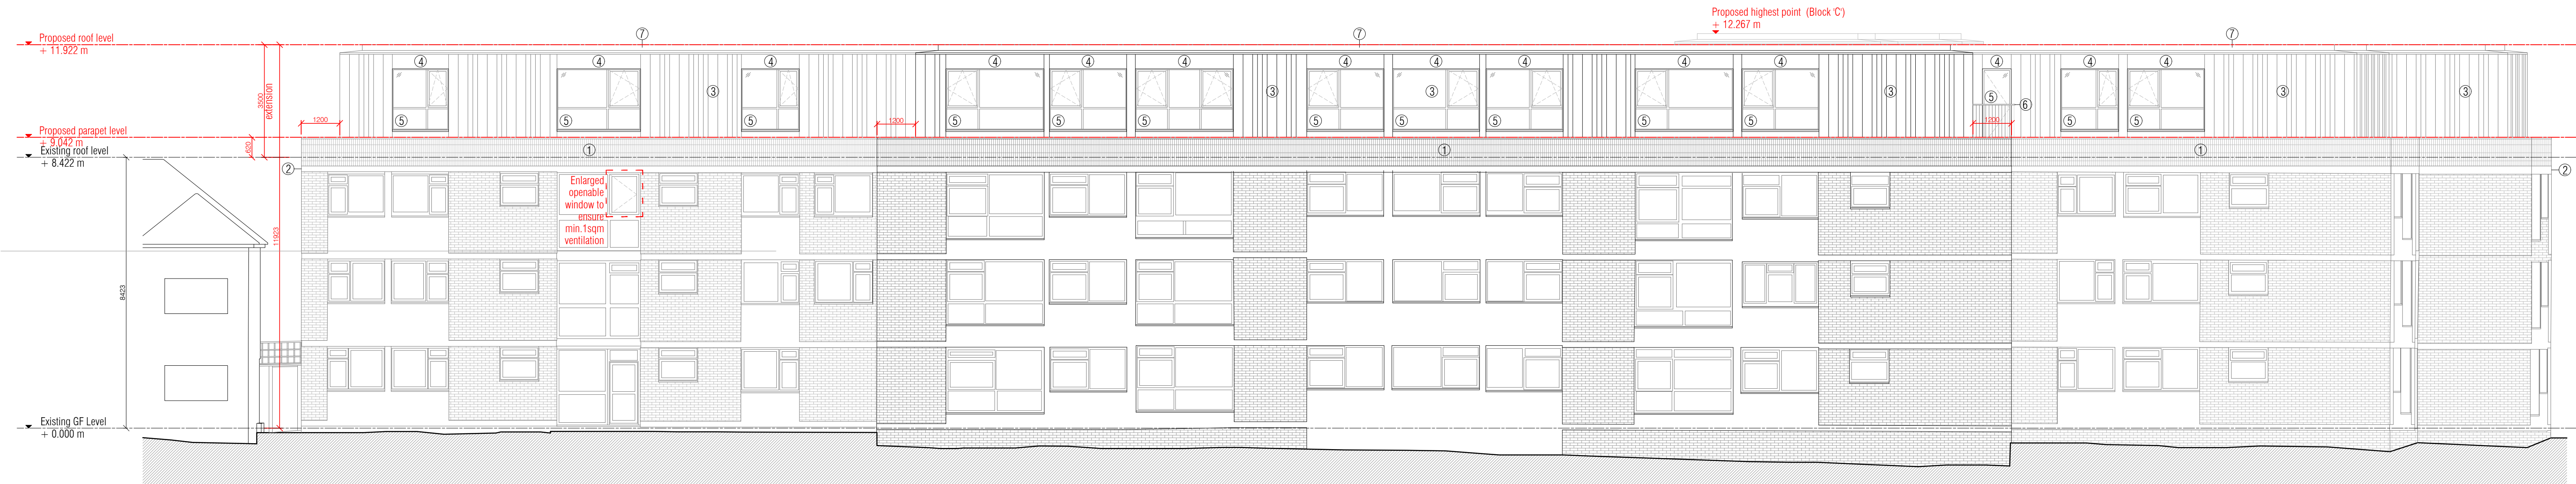 Proposed highest point (Block 'C')
+ 12.267 m
Proposed roof level
+ 11.922 m
7
7
7
4
4
4
4
4
4
4
4
4
4
4
4
4
4
3
3
3
3
3
3
3500
extension
5
5
5
5
5
5
5
5
5
5
5
5
5
5
6
1200
1200
1200
Proposed parapet level
+ 9.042 m
Existing roof level
+ 8.422 m
620
1
1
1
2
2
Enlarged
openable
window to
ensure
min.1sqm
ventilation
11923
8423
Existing GF Level
+ 0.000 m